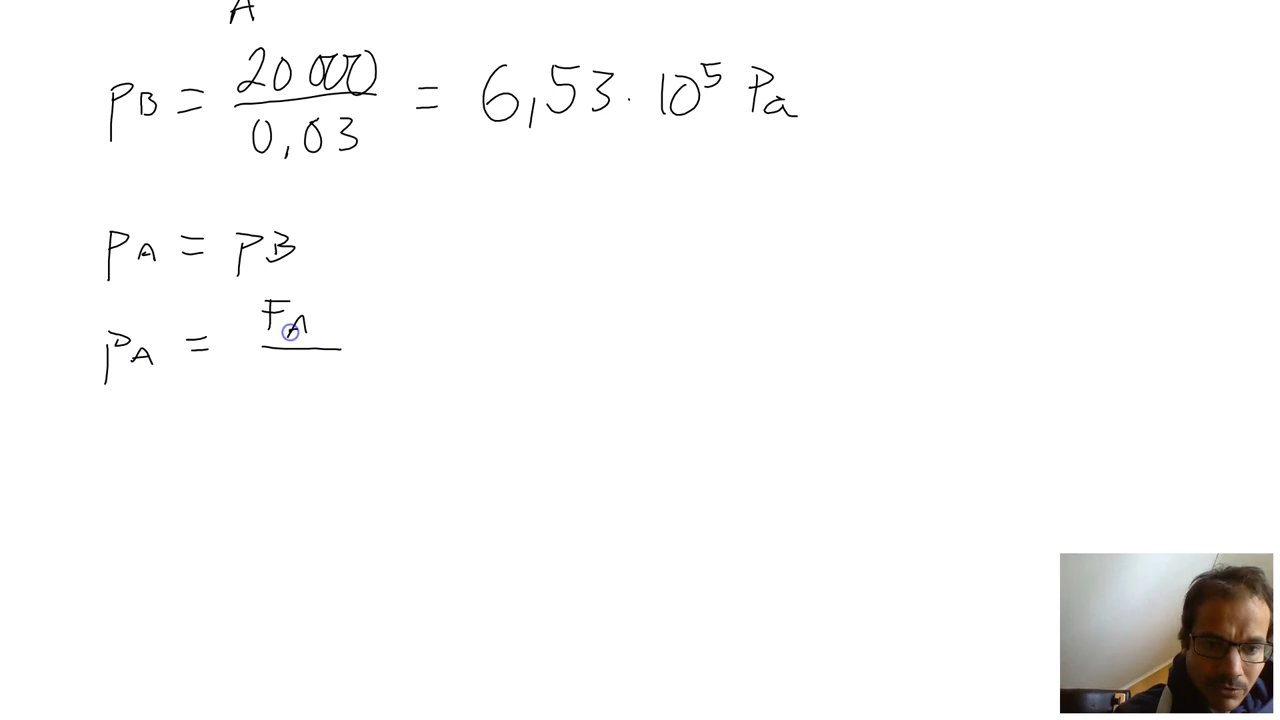 A
pB = 20 000 / 0,03 = 6,53 · 10⁵ Pa
pA = pB
pA = FA /